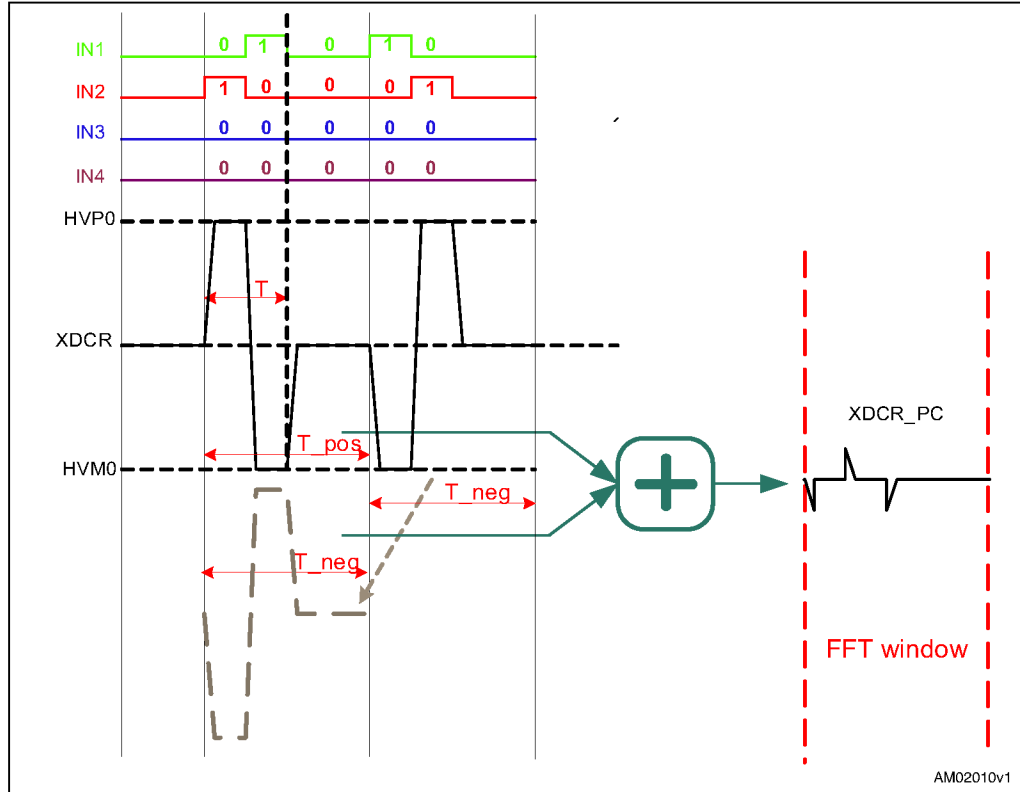 IN1 0 1 0 1 0
IN2 1 0 0 0 1
IN3 0 0 0 0 0
IN4 0 0 0 0 0
HVP0
T
XDCR
XDCR_PC
T_pos
HVM0
T_neg
T_neg
FFT window
AM02010v1